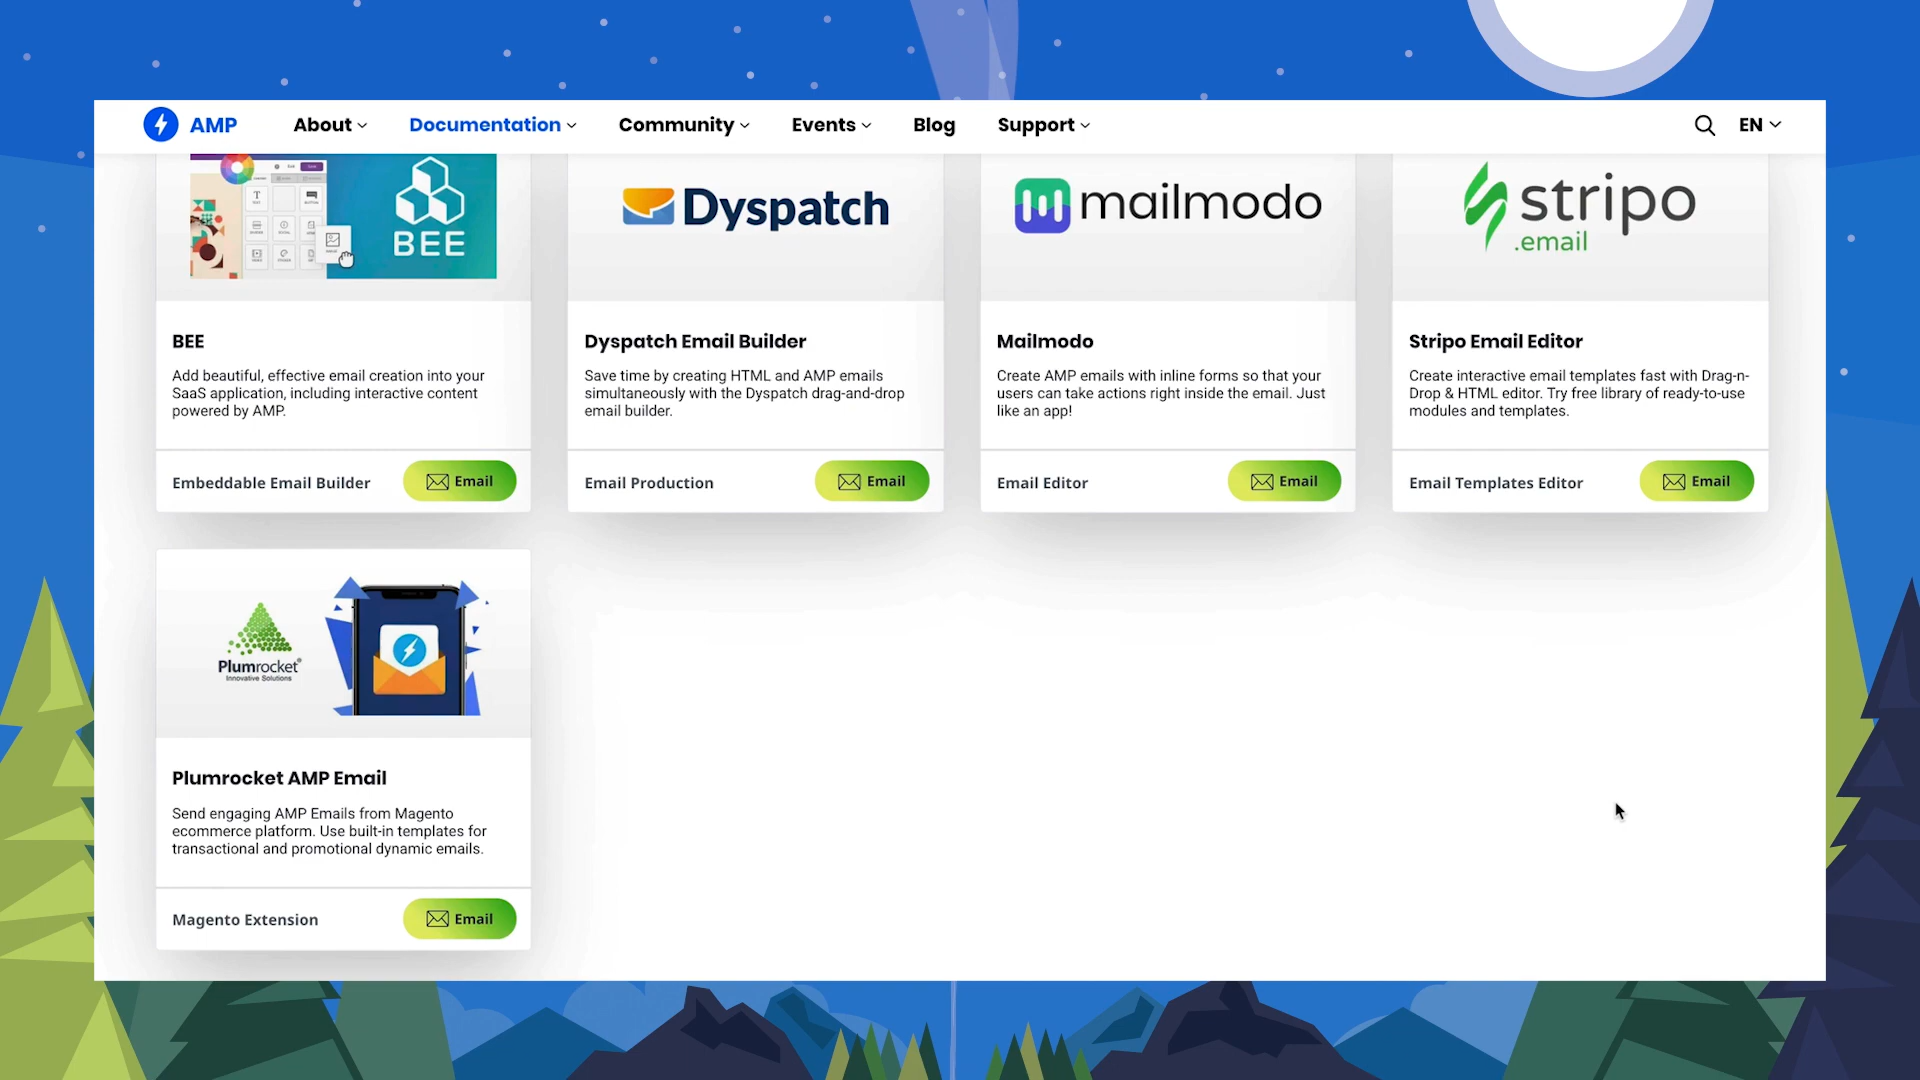 AMP
About
Documentation
Community
Events
Blog
Support
EN
BEE
Dyspatch
mailmodo
stripo
.email
BEE
Add beautiful, effective email creation into your
SaaS application, including interactive content
powered by AMP.
Embeddable Email Builder
Email
Dyspatch Email Builder
Save time by creating HTML and AMP emails
simultaneously with the Dyspatch drag-and-drop
email builder.
Email Production
Email
Mailmodo
Create AMP emails with inline forms so that your
users can take actions right inside the email. Just
like an app!
Email Editor
Email
Stripo Email Editor
Create interactive email templates fast with Drag-n-
Drop & HTML editor. Try free library of ready-to-use
modules and templates.
Email Templates Editor
Email
Plumrocket
Innovative Solutions
Plumrocket AMP Email
Send engaging AMP Emails from Magento
ecommerce platform. Use built-in templates for
transactional and promotional dynamic emails.
Magento Extension
Email